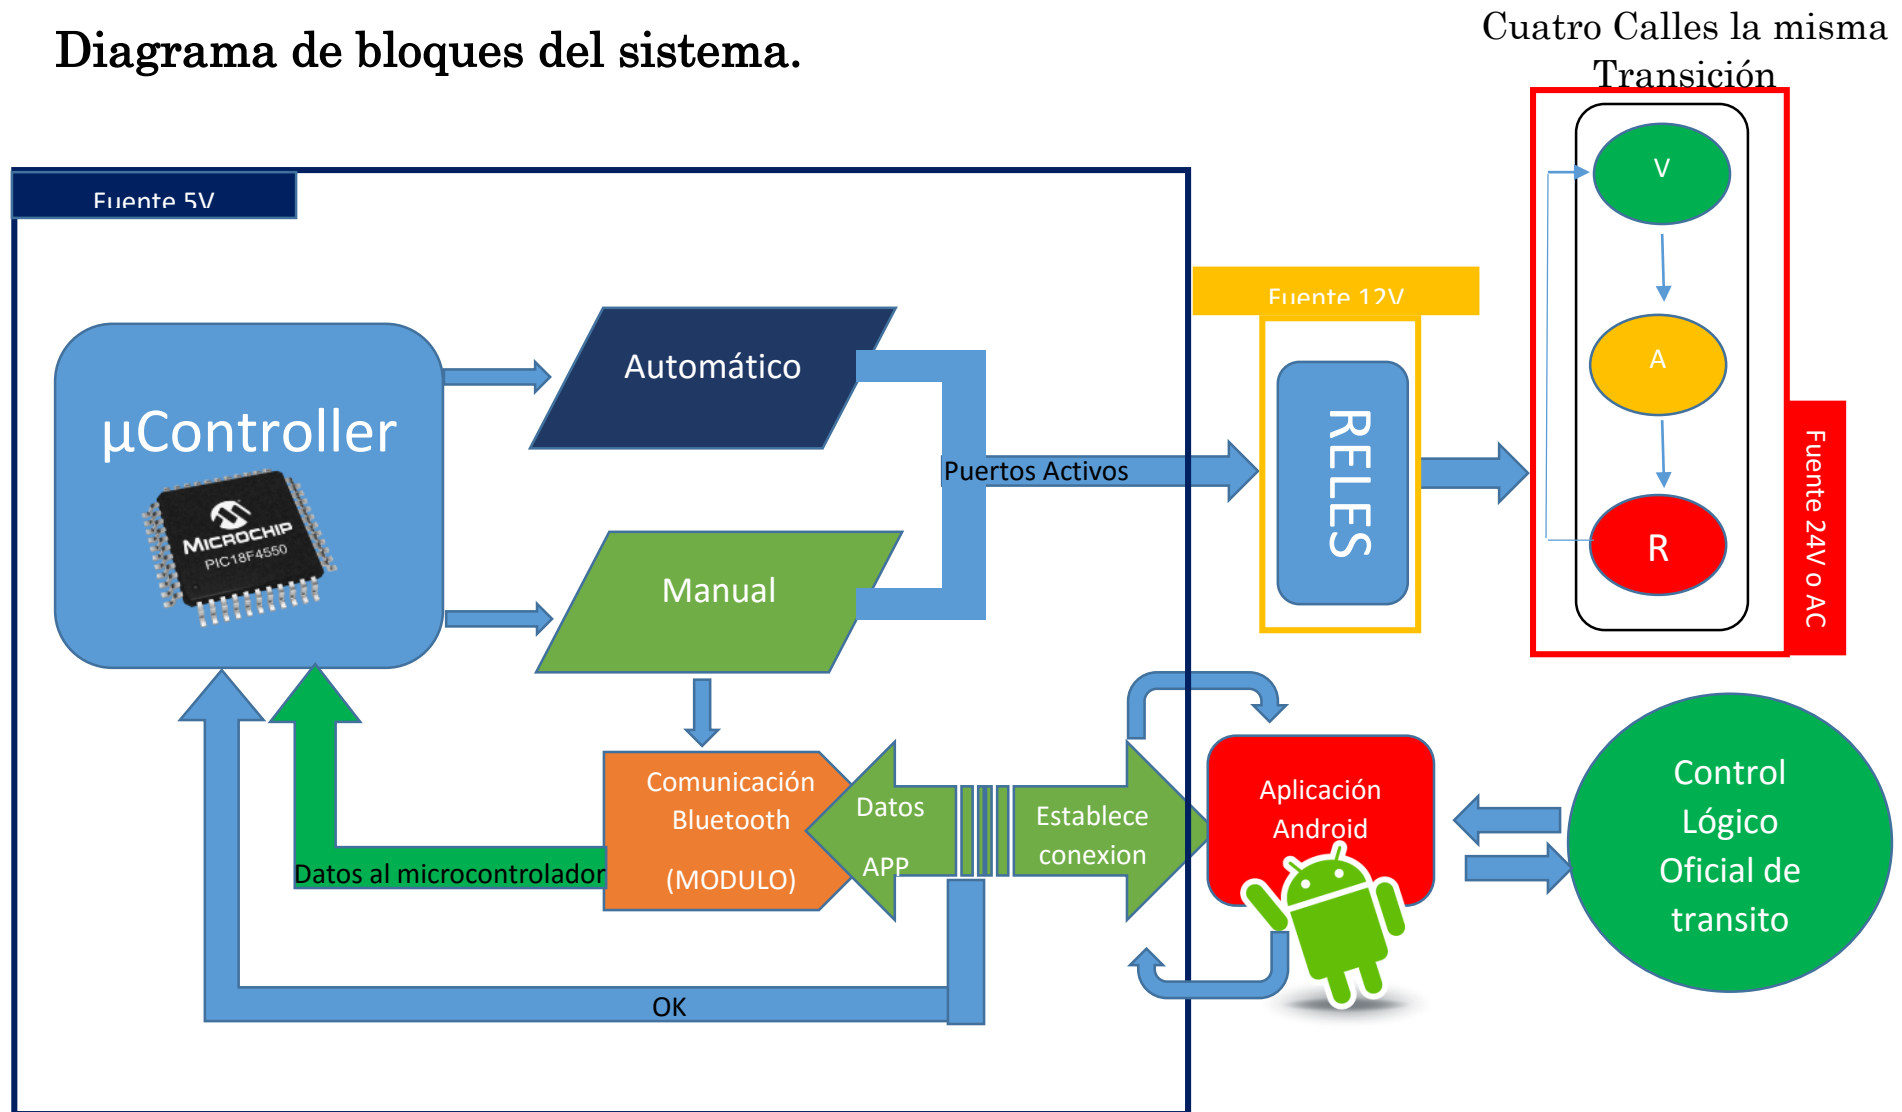 Diagrama de bloques del sistema.
Cuatro Calles la misma
Transición
Fuente 5V
µController
MICROCHIP
PIC18F4550
Automático
Manual
Puertos Activos
Fuente 12V
RELES
V
A
R
Fuente 24V o AC
Comunicación
Bluetooth
(MODULO)
Datos
APP
Establece
conexion
Aplicación
Android
Control
Lógico
Oficial de
transito
Datos al microcontrolador
OK